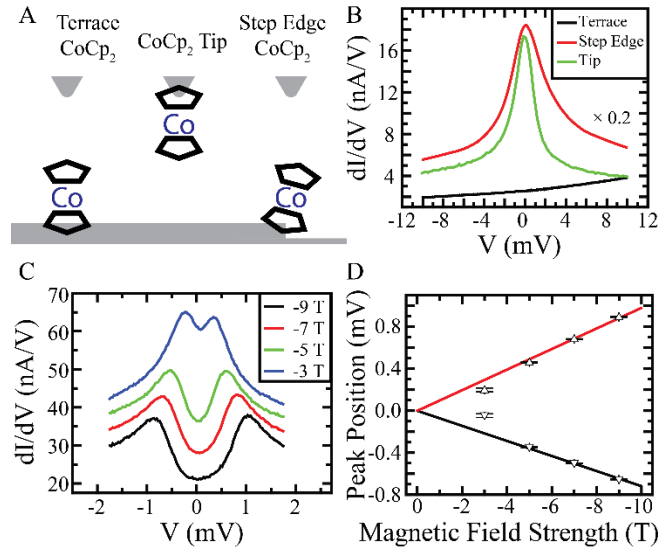 A
Terrace
CoCp2
CoCp2 Tip
Step Edge
CoCp2
Co
Co
Co
B
Terrace
Step Edge
Tip
× 0.2
dI/dV (nA/V)
16
12
8
4
-12
-8
-4
0
4
8
12
V (mV)
C
-9 T
-7 T
-5 T
-3 T
dI/dV (nA/V)
70
60
50
40
30
20
-2
-1
0
1
2
V (mV)
D
Peak Position (mV)
0.8
0.4
0.0
-0.4
-0.8
0
-2
-4
-6
-8
-10
Magnetic Field Strength (T)